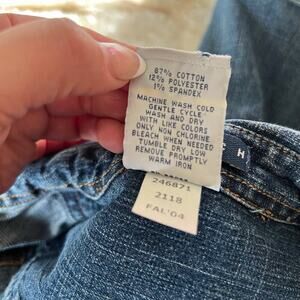 87% COTTON
12% POLYESTER
1% SPANDEX
MACHINE WASH COLD
GENTLE CYCLE
WASH AND DRY
WITH LIKE COLORS
ONLY NON CHLORINE
BLEACH WHEN NEEDED
TUMBLE DRY LOW
REMOVE PROMPTLY
WARM IRON
H
246871
2118
FAL'04